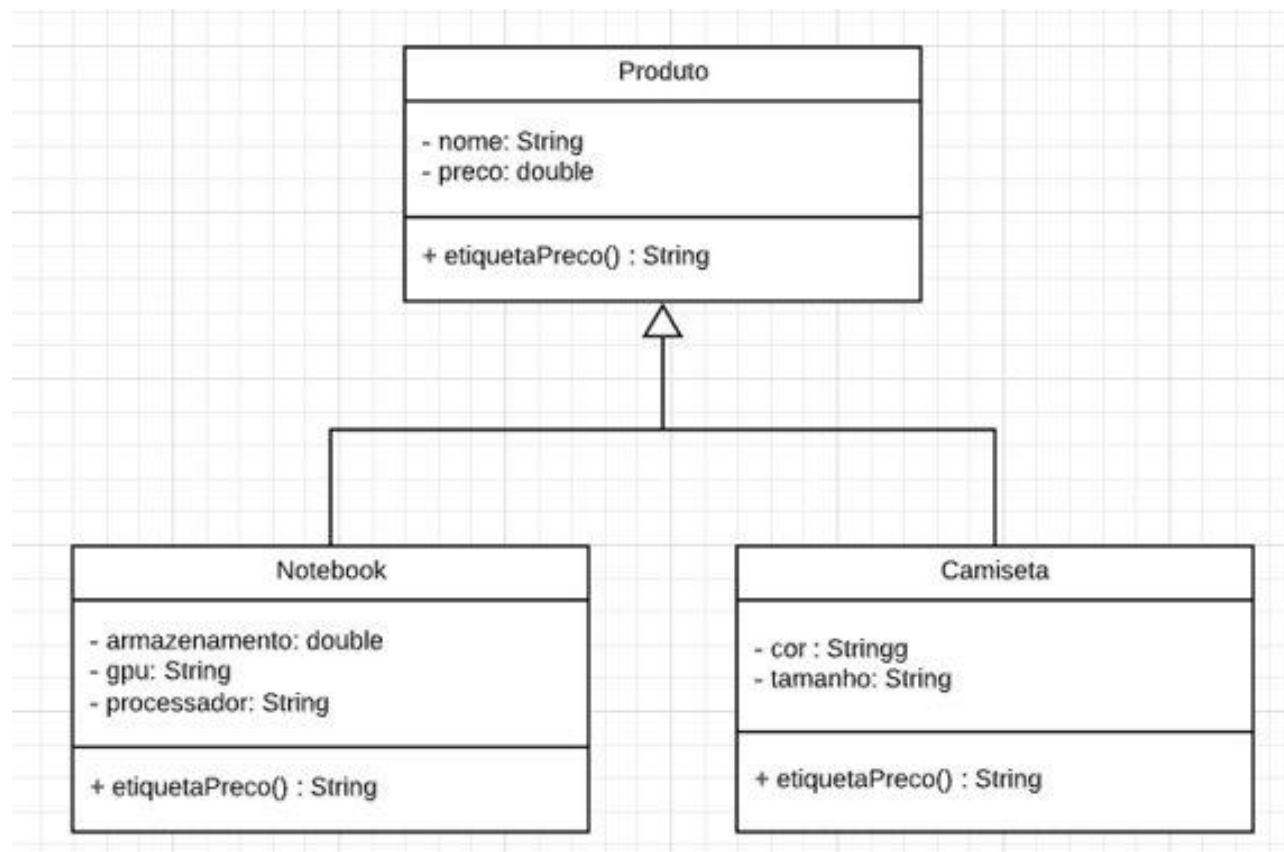 Produto
- nome: String
- preco: double
+ etiquetaPreco() : String
Notebook
- armazenamento: double
- gpu: String
- processador: String
+ etiquetaPreco() : String
Camiseta
- cor : Stringg
- tamanho: String
+ etiquetaPreco() : String